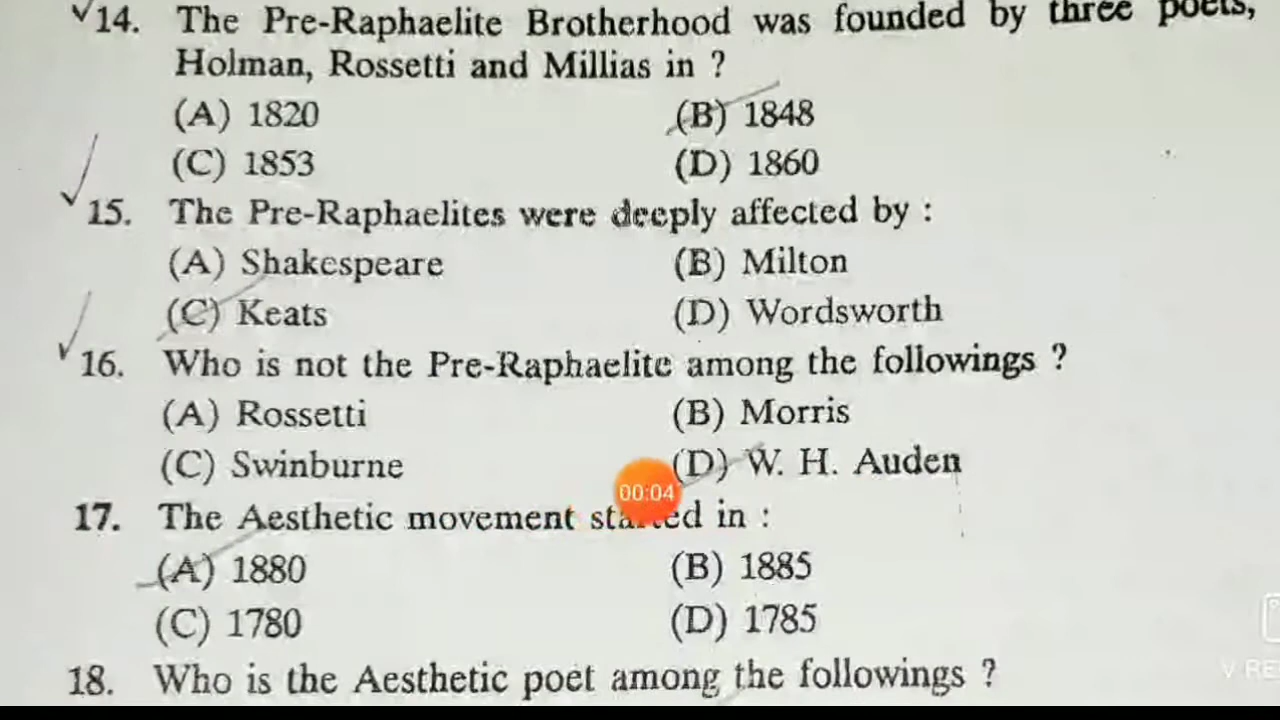 14. The Pre-Raphaelite Brotherhood was founded by three poets,
Holman, Rossetti and Millias in ?
(A) 1820 (B) 1848
(C) 1853 (D) 1860
15. The Pre-Raphaelites were deeply affected by :
(A) Shakespeare (B) Milton
(C) Keats (D) Wordsworth
16. Who is not the Pre-Raphaelite among the followings ?
(A) Rossetti (B) Morris
(C) Swinburne (D) W. H. Auden
00:04
17. The Aesthetic movement started in :
(A) 1880 (B) 1885
(C) 1780 (D) 1785
18. Who is the Aesthetic poet among the followings ?